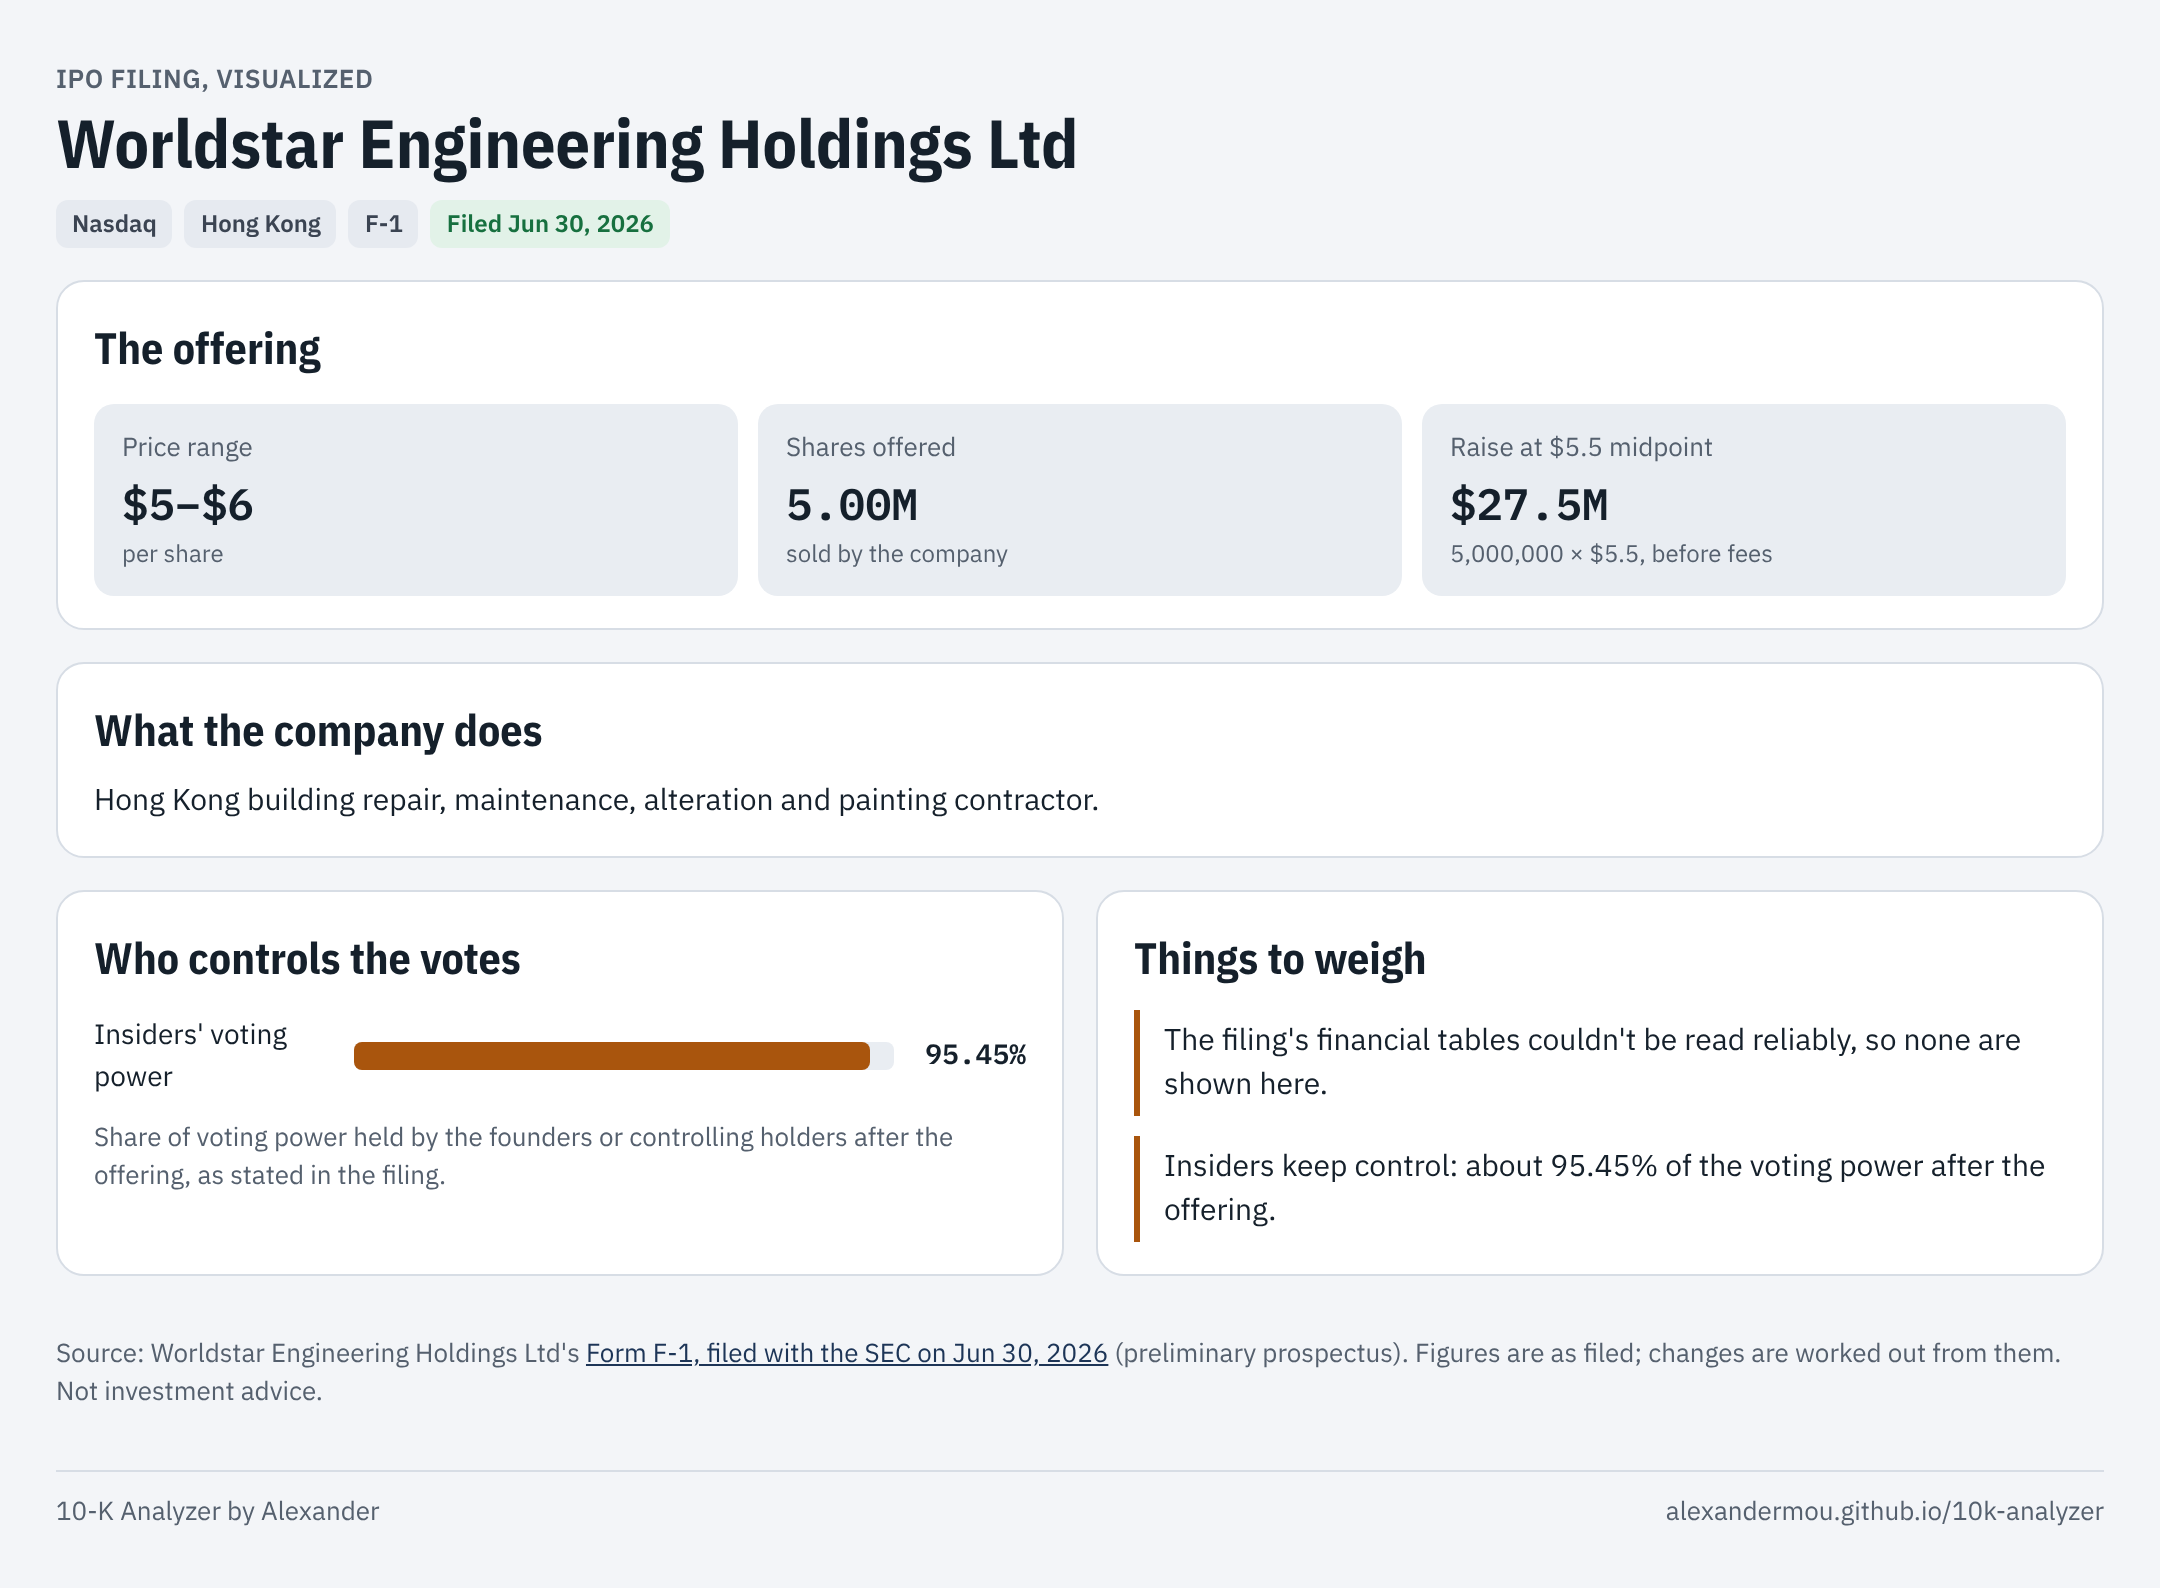 IPO FILING, VISUALIZED
Worldstar Engineering Holdings Ltd
Nasdaq Hong Kong F-1 Filed Jun 30, 2026
The offering
Price range
$5–$6
per share
Shares offered
5.00M
sold by the company
Raise at $5.5 midpoint
$27.5M
5,000,000 × $5.5, before fees
What the company does
Hong Kong building repair, maintenance, alteration and painting contractor.
Who controls the votes
Insiders' voting
power
95.45%
Share of voting power held by the founders or controlling holders after the
offering, as stated in the filing.
Things to weigh
The filing's financial tables couldn't be read reliably, so none are
shown here.
Insiders keep control: about 95.45% of the voting power after the
offering.
Source: Worldstar Engineering Holdings Ltd's Form F-1, filed with the SEC on Jun 30, 2026 (preliminary prospectus). Figures are as filed; changes are worked out from them.
Not investment advice.
10-K Analyzer by Alexander
alexandermou.github.io/10k-analyzer